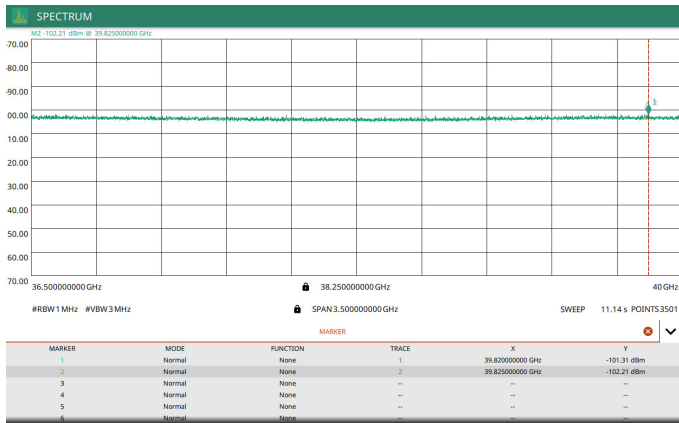 SPECTRUM
M2 -102.21 dBm @ 39.825000000 GHz
-70.00
-80.00
-90.00
00.00
10.00
20.00
30.00
40.00
50.00
60.00
70.00
36.500000000 GHz 38.250000000 GHz 40 GHz
#RBW 1 MHz #VBW 3 MHz SPAN 3.500000000 GHz SWEEP 11.14 s POINTS 3501
MARKER
MARKER MODE FUNCTION TRACE X Y
1 Normal None 1 39.820000000 GHz -101.31 dBm
2 Normal None 2 39.825000000 GHz -102.21 dBm
3 Normal None -- -- --
4 Normal None -- -- --
5 Normal None -- -- --
6 Normal None -- -- --